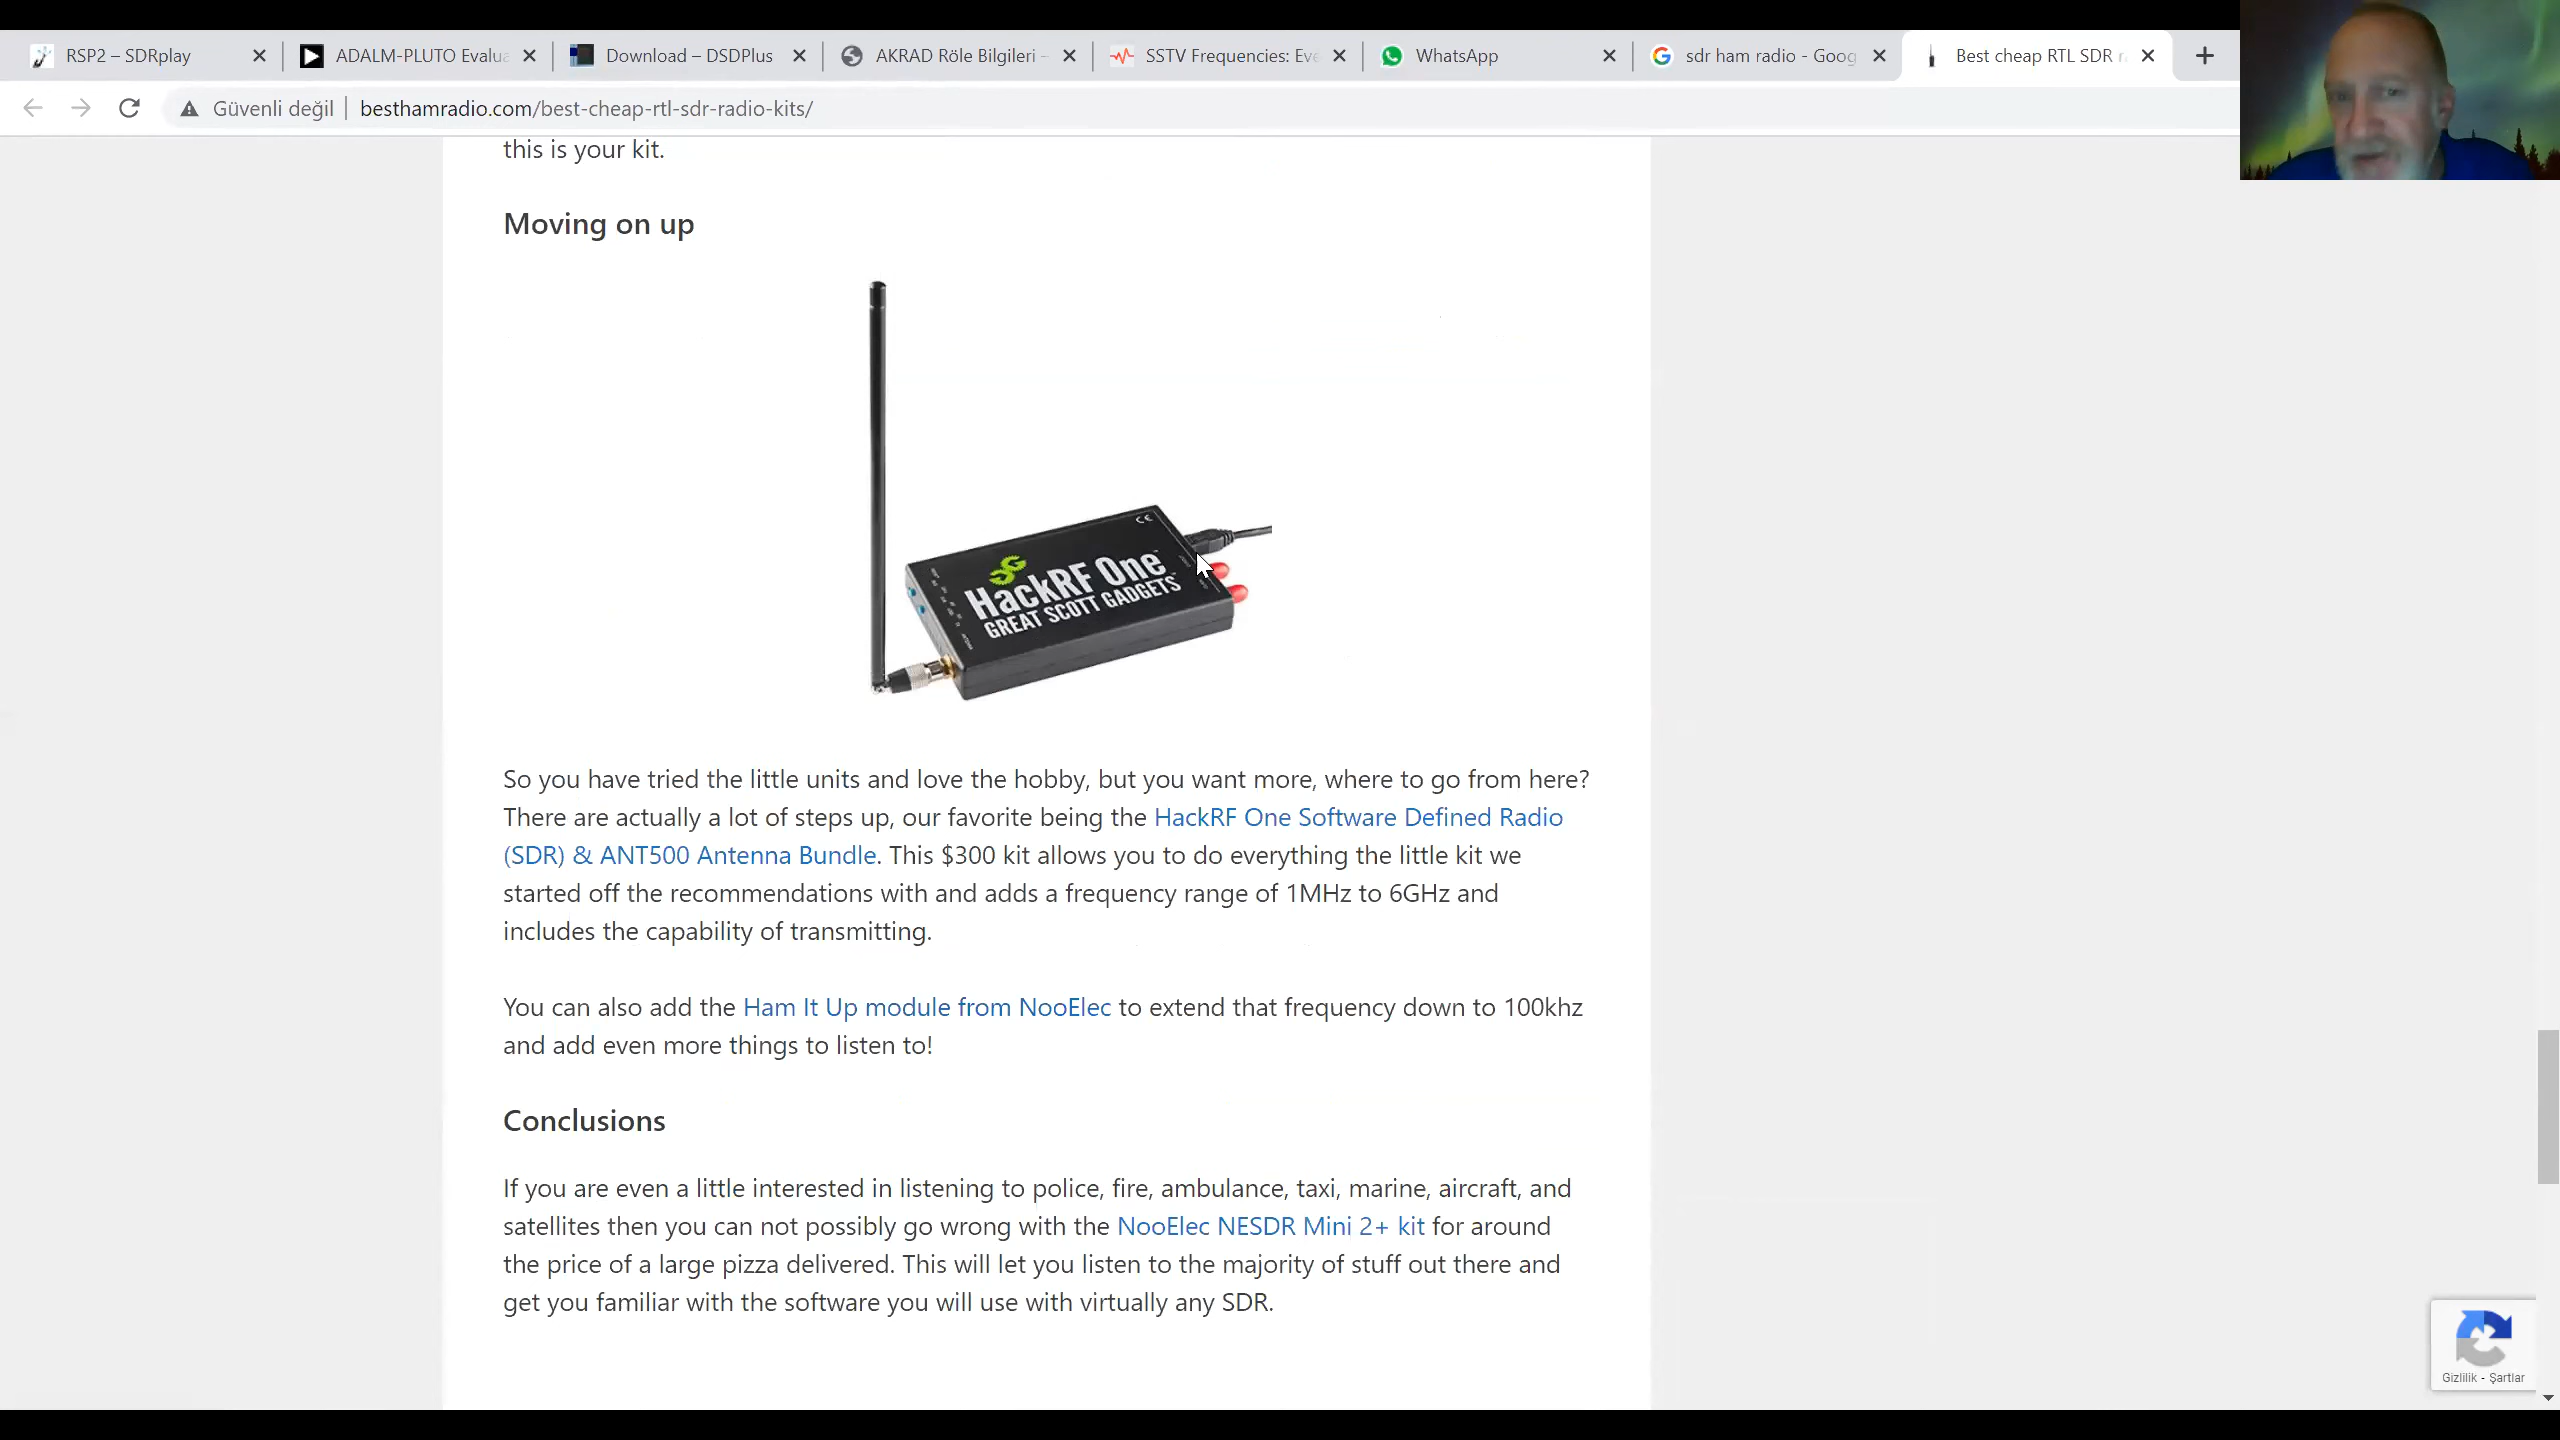 RSP2 – SDRplay
ADALM-PLUTO Evalua
Download – DSDPlus
AKRAD Röle Bilgileri -
SSTV Frequencies: Eve
WhatsApp
sdr ham radio - Goog
Best cheap RTL SDR r
Güvenli değil
besthamradio.com/best-cheap-rtl-sdr-radio-kits/
this is your kit.
Moving on up
CE
HackRF One
GREAT SCOTT GADGETS
So you have tried the little units and love the hobby, but you want more, where to go from here?
There are actually a lot of steps up, our favorite being the HackRF One Software Defined Radio
(SDR) & ANT500 Antenna Bundle. This $300 kit allows you to do everything the little kit we
started off the recommendations with and adds a frequency range of 1MHz to 6GHz and
includes the capability of transmitting.
You can also add the Ham It Up module from NooElec to extend that frequency down to 100khz
and add even more things to listen to!
Conclusions
If you are even a little interested in listening to police, fire, ambulance, taxi, marine, aircraft, and
satellites then you can not possibly go wrong with the NooElec NESDR Mini 2+ kit for around
the price of a large pizza delivered. This will let you listen to the majority of stuff out there and
get you familiar with the software you will use with virtually any SDR.
Gizlilik - Şartlar